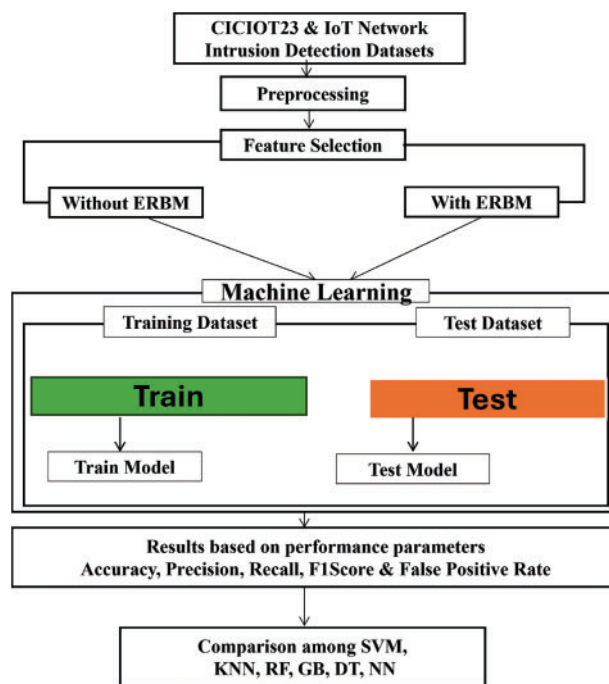 CICIOT23 & IoT Network
Intrusion Detection Datasets
Preprocessing
Feature Selection
Without ERBM
With ERBM
Machine Learning
Training Dataset
Test Dataset
Train
Test
Train Model
Test Model
Results based on performance parameters
Accuracy, Precision, Recall, F1Score & False Positive Rate
Comparison among SVM,
KNN, RF, GB, DT, NN